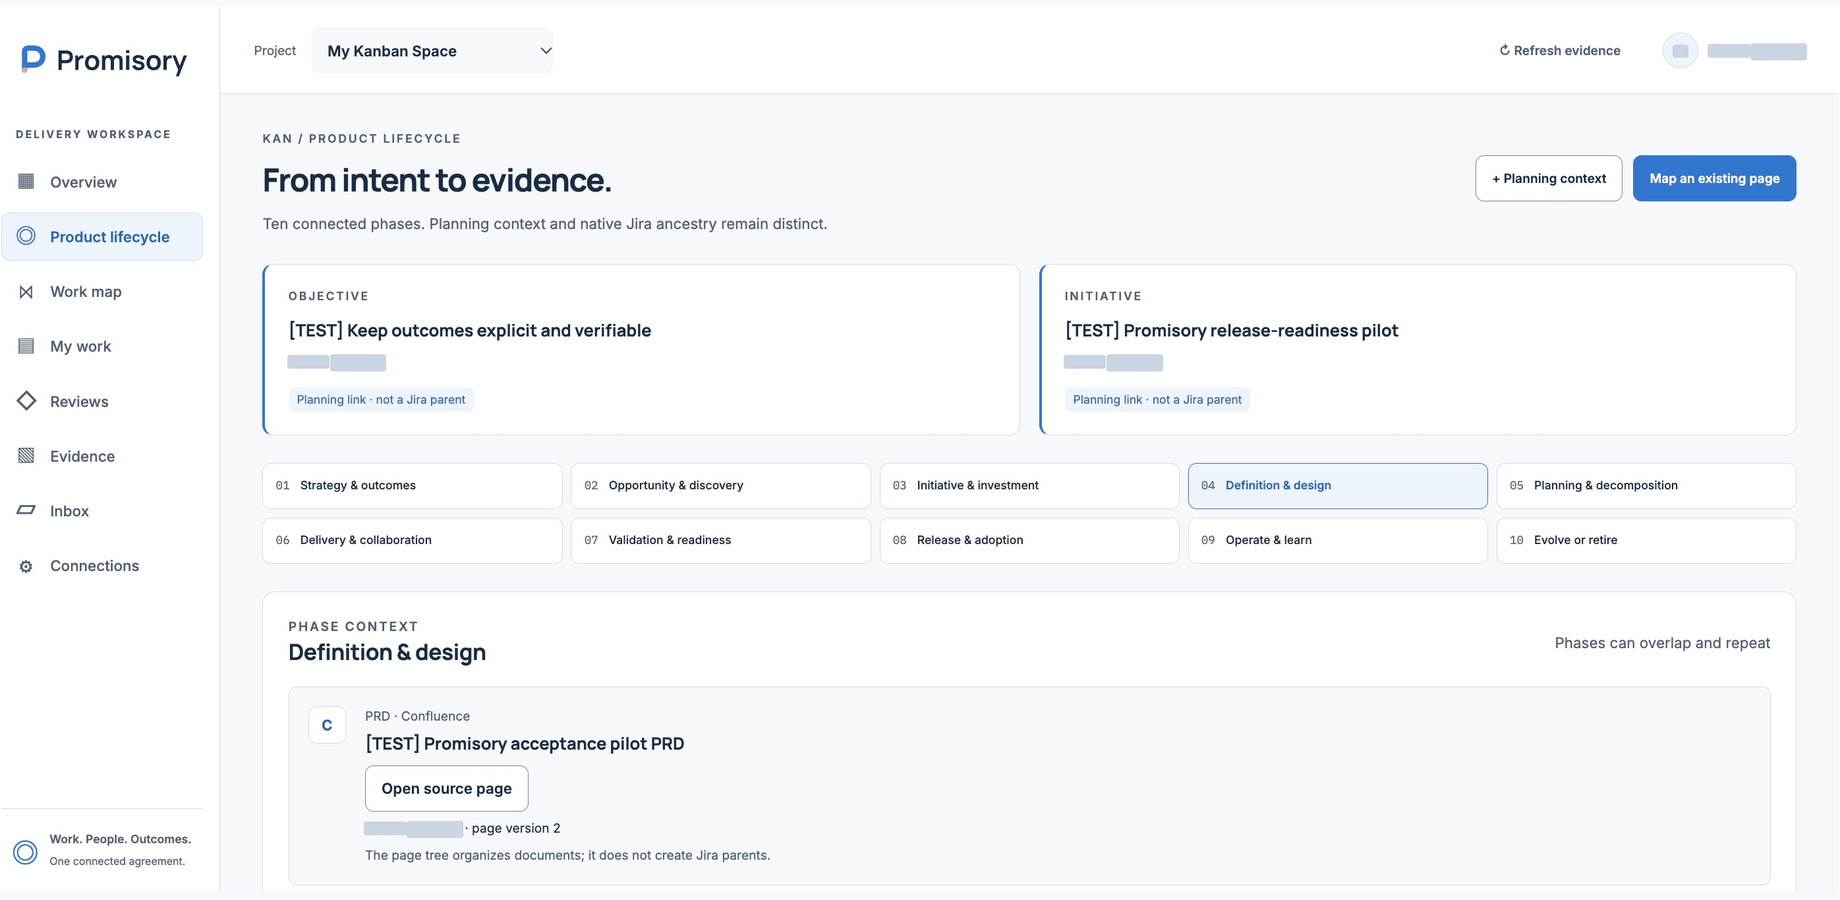 Promisory
Project
My Kanban Space
↻ Refresh evidence
DELIVERY WORKSPACE
Overview
Product lifecycle
Work map
My work
Reviews
Evidence
Inbox
Connections
Work. People. Outcomes.
One connected agreement.
KAN / PRODUCT LIFECYCLE
From intent to evidence.
Ten connected phases. Planning context and native Jira ancestry remain distinct.
+ Planning context
Map an existing page
OBJECTIVE
[TEST] Keep outcomes explicit and verifiable
Planning link · not a Jira parent
INITIATIVE
[TEST] Promisory release-readiness pilot
Planning link · not a Jira parent
01 Strategy & outcomes
02 Opportunity & discovery
03 Initiative & investment
04 Definition & design
05 Planning & decomposition
06 Delivery & collaboration
07 Validation & readiness
08 Release & adoption
09 Operate & learn
10 Evolve or retire
PHASE CONTEXT
Definition & design
Phases can overlap and repeat
C
PRD · Confluence
[TEST] Promisory acceptance pilot PRD
Open source page
· page version 2
The page tree organizes documents; it does not create Jira parents.